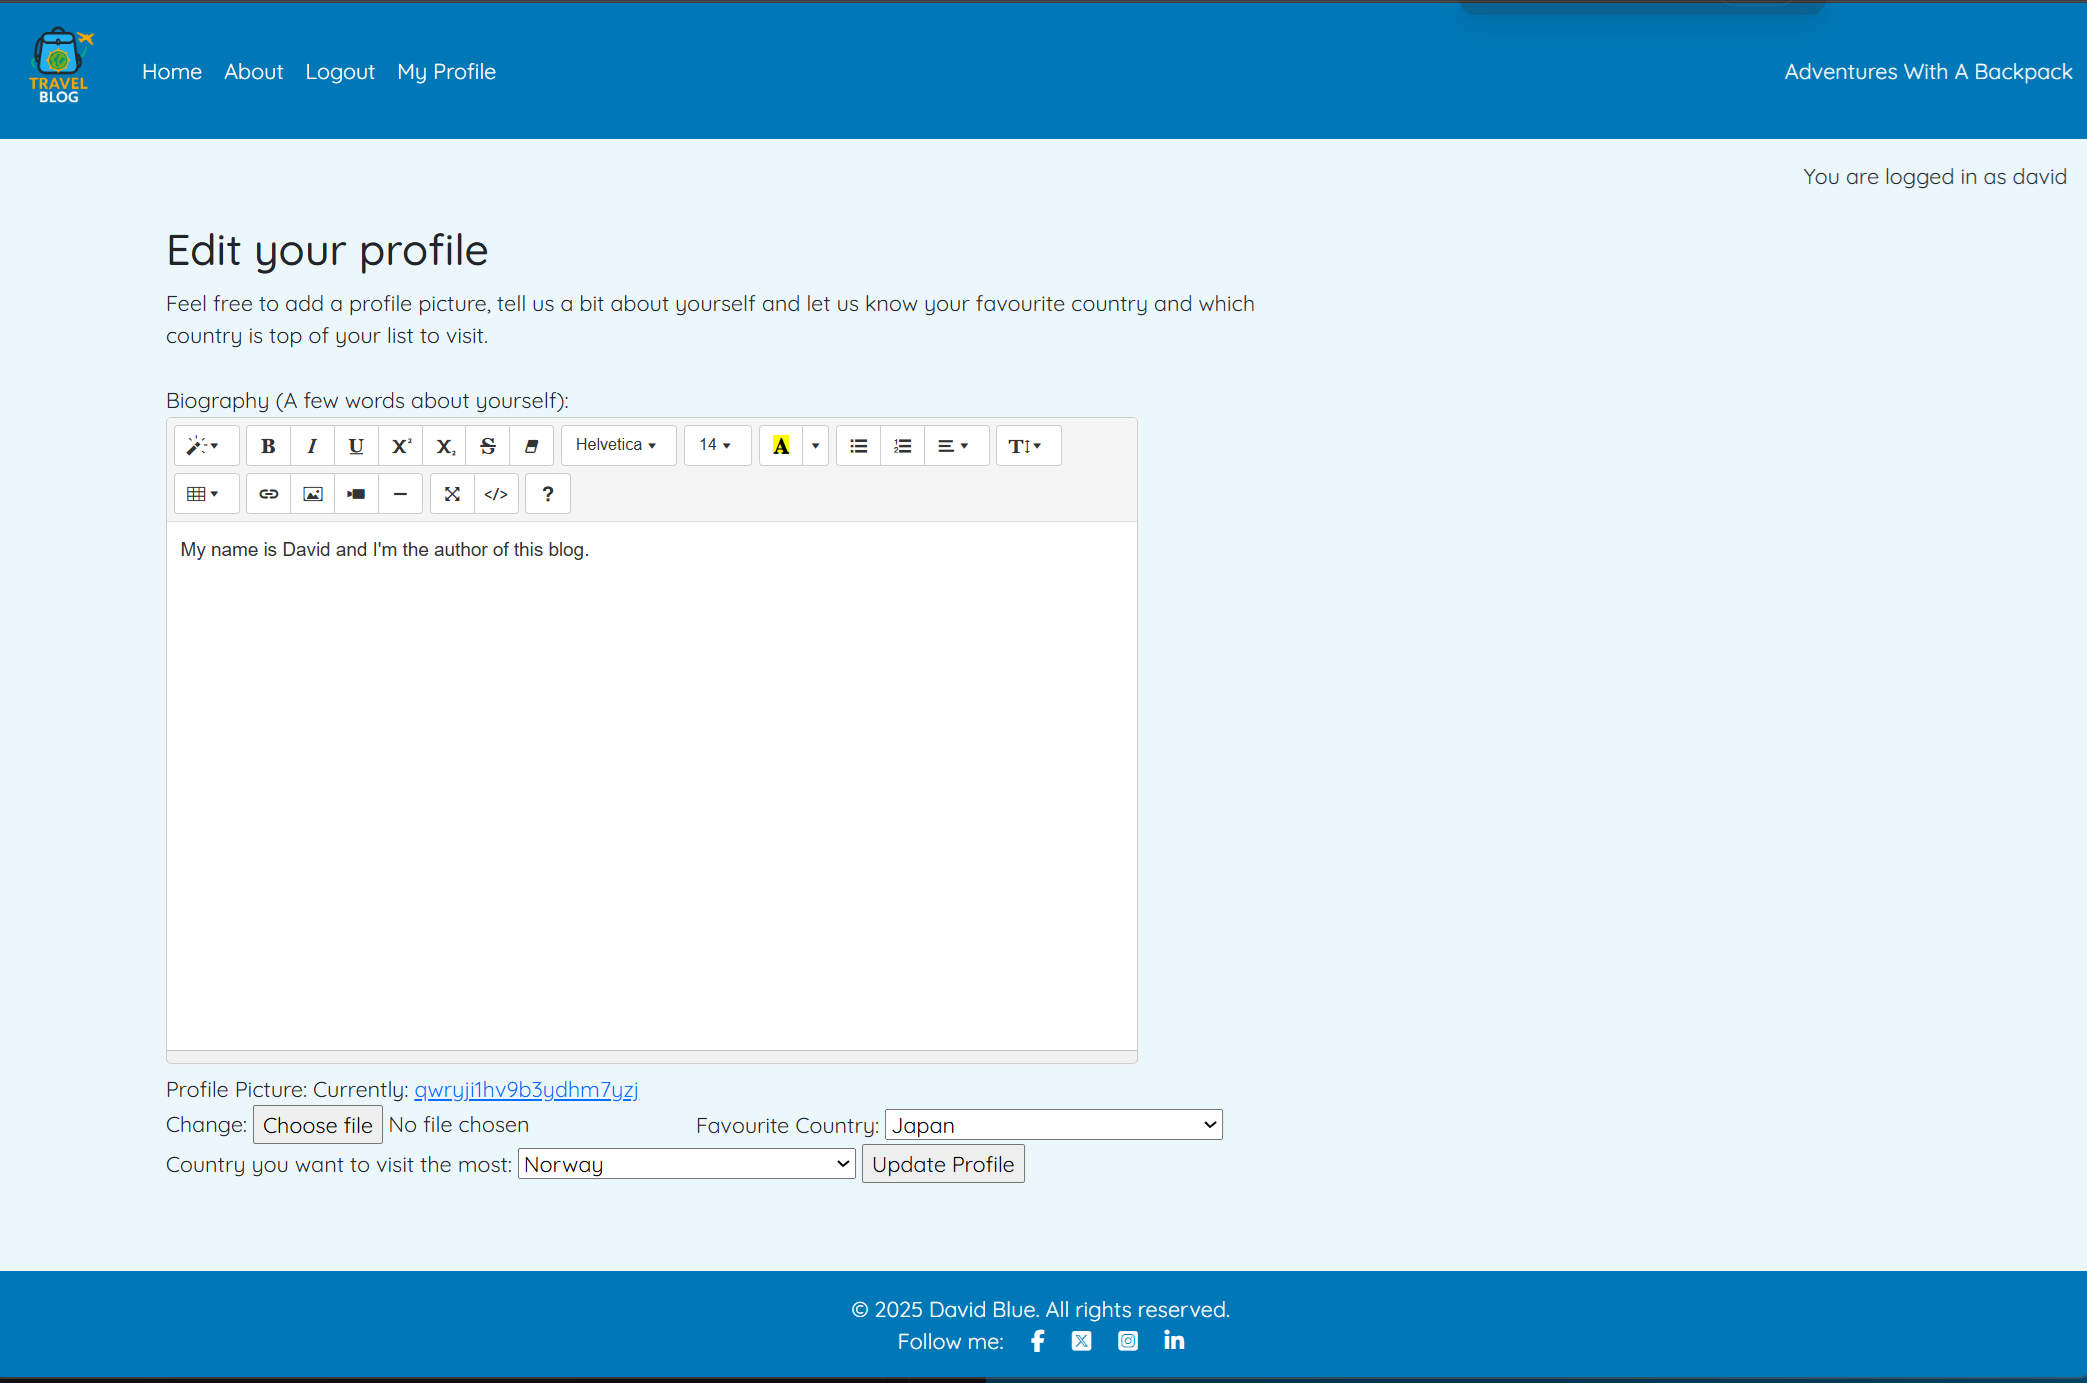 TRAVEL
BLOG
Home About Logout My Profile
Adventures With A Backpack
You are logged in as david
Edit your profile
Feel free to add a profile picture, tell us a bit about yourself and let us know your favourite country and which
country is top of your list to visit.
Biography (A few words about yourself):
B I U X² X₂ S Helvetica 14 A T
</> ?
My name is David and I'm the author of this blog.
Profile Picture: Currently: qwryji1hv9b3ydhm7yzj
Change: Choose file No file chosen Favourite Country: Japan
Country you want to visit the most: Norway Update Profile
© 2025 David Blue. All rights reserved.
Follow me: